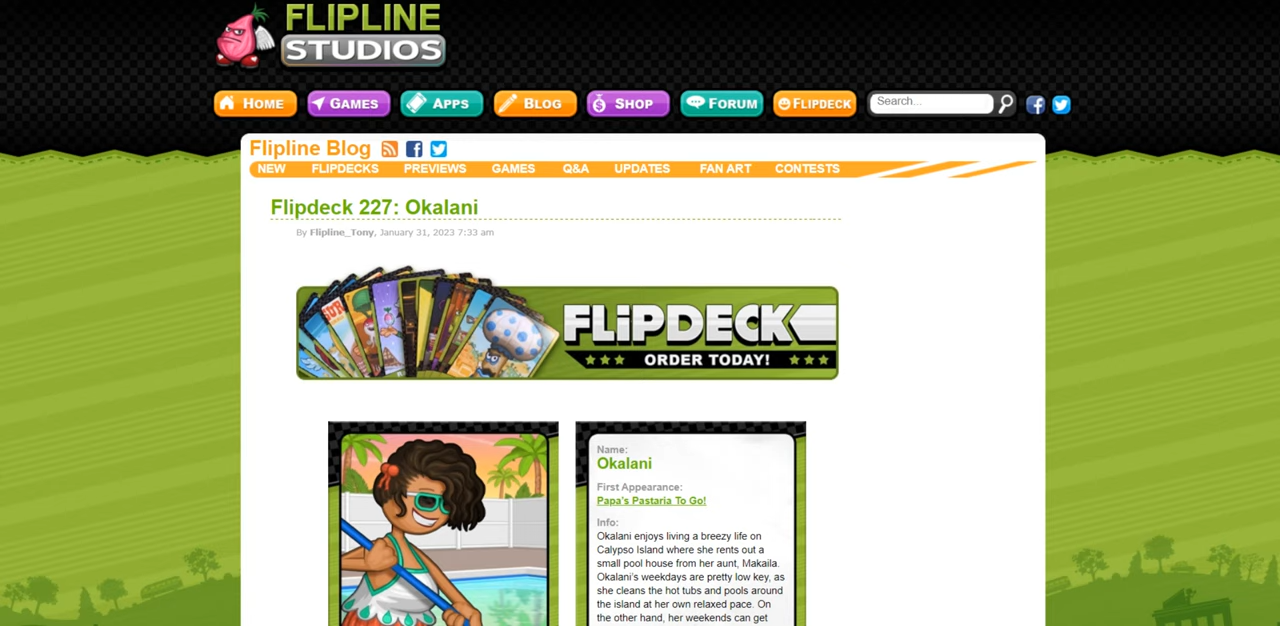 FLIPLINE
STUDIOS
HOME GAMES APPS BLOG SHOP FORUM FLIPDECK Search...
Flipline Blog
NEW FLIPDECKS PREVIEWS GAMES Q&A UPDATES FAN ART CONTESTS
Flipdeck 227: Okalani
By Flipline_Tony, January 31, 2023 7:33 am
FLiPDECK
ORDER TODAY!
Name:
Okalani
First Appearance:
Papa's Pastaria To Go!
Info:
Okalani enjoys living a breezy life on
Calypso Island where she rents out a
small pool house from her aunt, Makaila.
Okalani's weekdays are pretty low key, as
she cleans the hot tubs and pools around
the island at her own relaxed pace. On
the other hand, her weekends can get